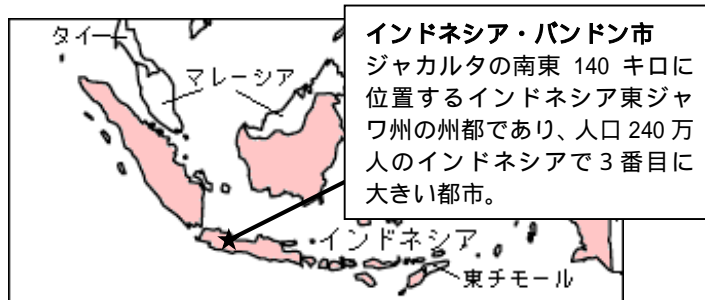 タイ
マレーシア
インドネシア・バンドン市
ジャカルタの南東 140 キロに
位置するインドネシア東ジャ
ワ州の州都であり、人口 240 万
人のインドネシアで 3 番目に
大きい都市。
インドネシア
東チモール